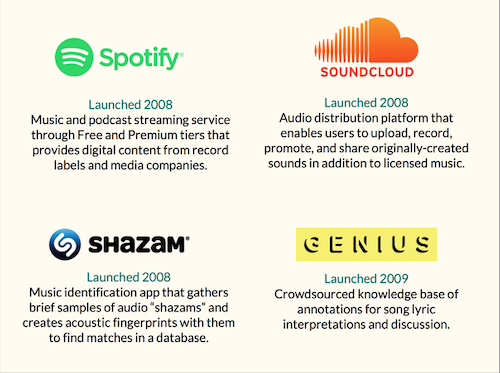 Spotify®
Launched 2008
Music and podcast streaming service
through Free and Premium tiers that
provides digital content from record
labels and media companies.
SOUNDCLOUD
Launched 2008
Audio distribution platform that
enables users to upload, record,
promote, and share originally-created
sounds in addition to licensed music.
SHAZAM®
Launched 2008
Music identification app that gathers
brief samples of audio “shazams” and
creates acoustic fingerprints with them
to find matches in a database.
GENIUS
Launched 2009
Crowdsourced knowledge base of
annotations for song lyric
interpretations and discussion.